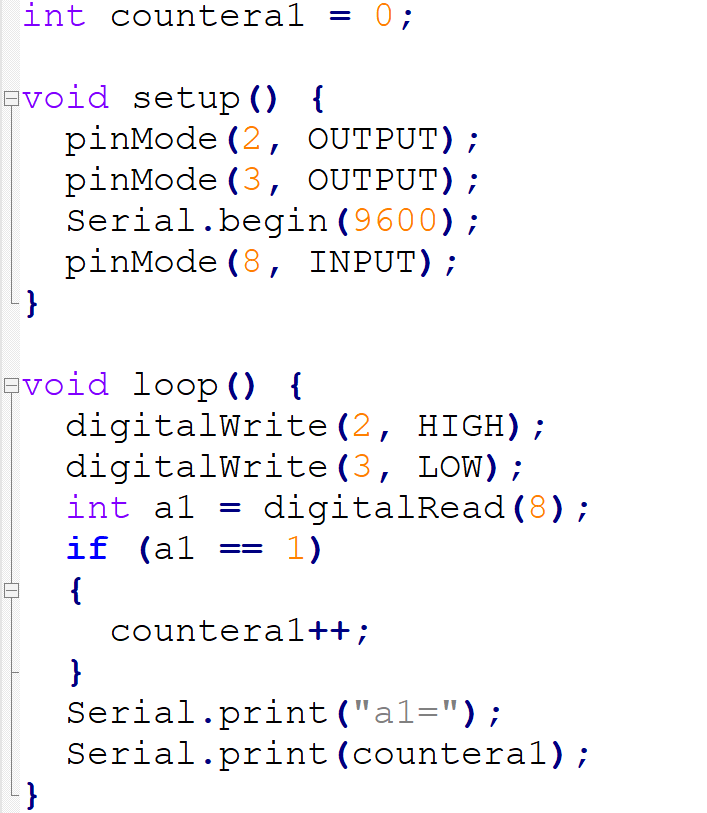 int countera1 = 0;
void setup() {
pinMode(2, OUTPUT);
pinMode(3, OUTPUT);
Serial.begin(9600);
pinMode(8, INPUT);
}
void loop() {
digitalWrite(2, HIGH);
digitalWrite(3, LOW);
int a1 = digitalRead(8);
if (a1 == 1)
{
countera1++;
}
Serial.print("a1=");
Serial.print(countera1);
}